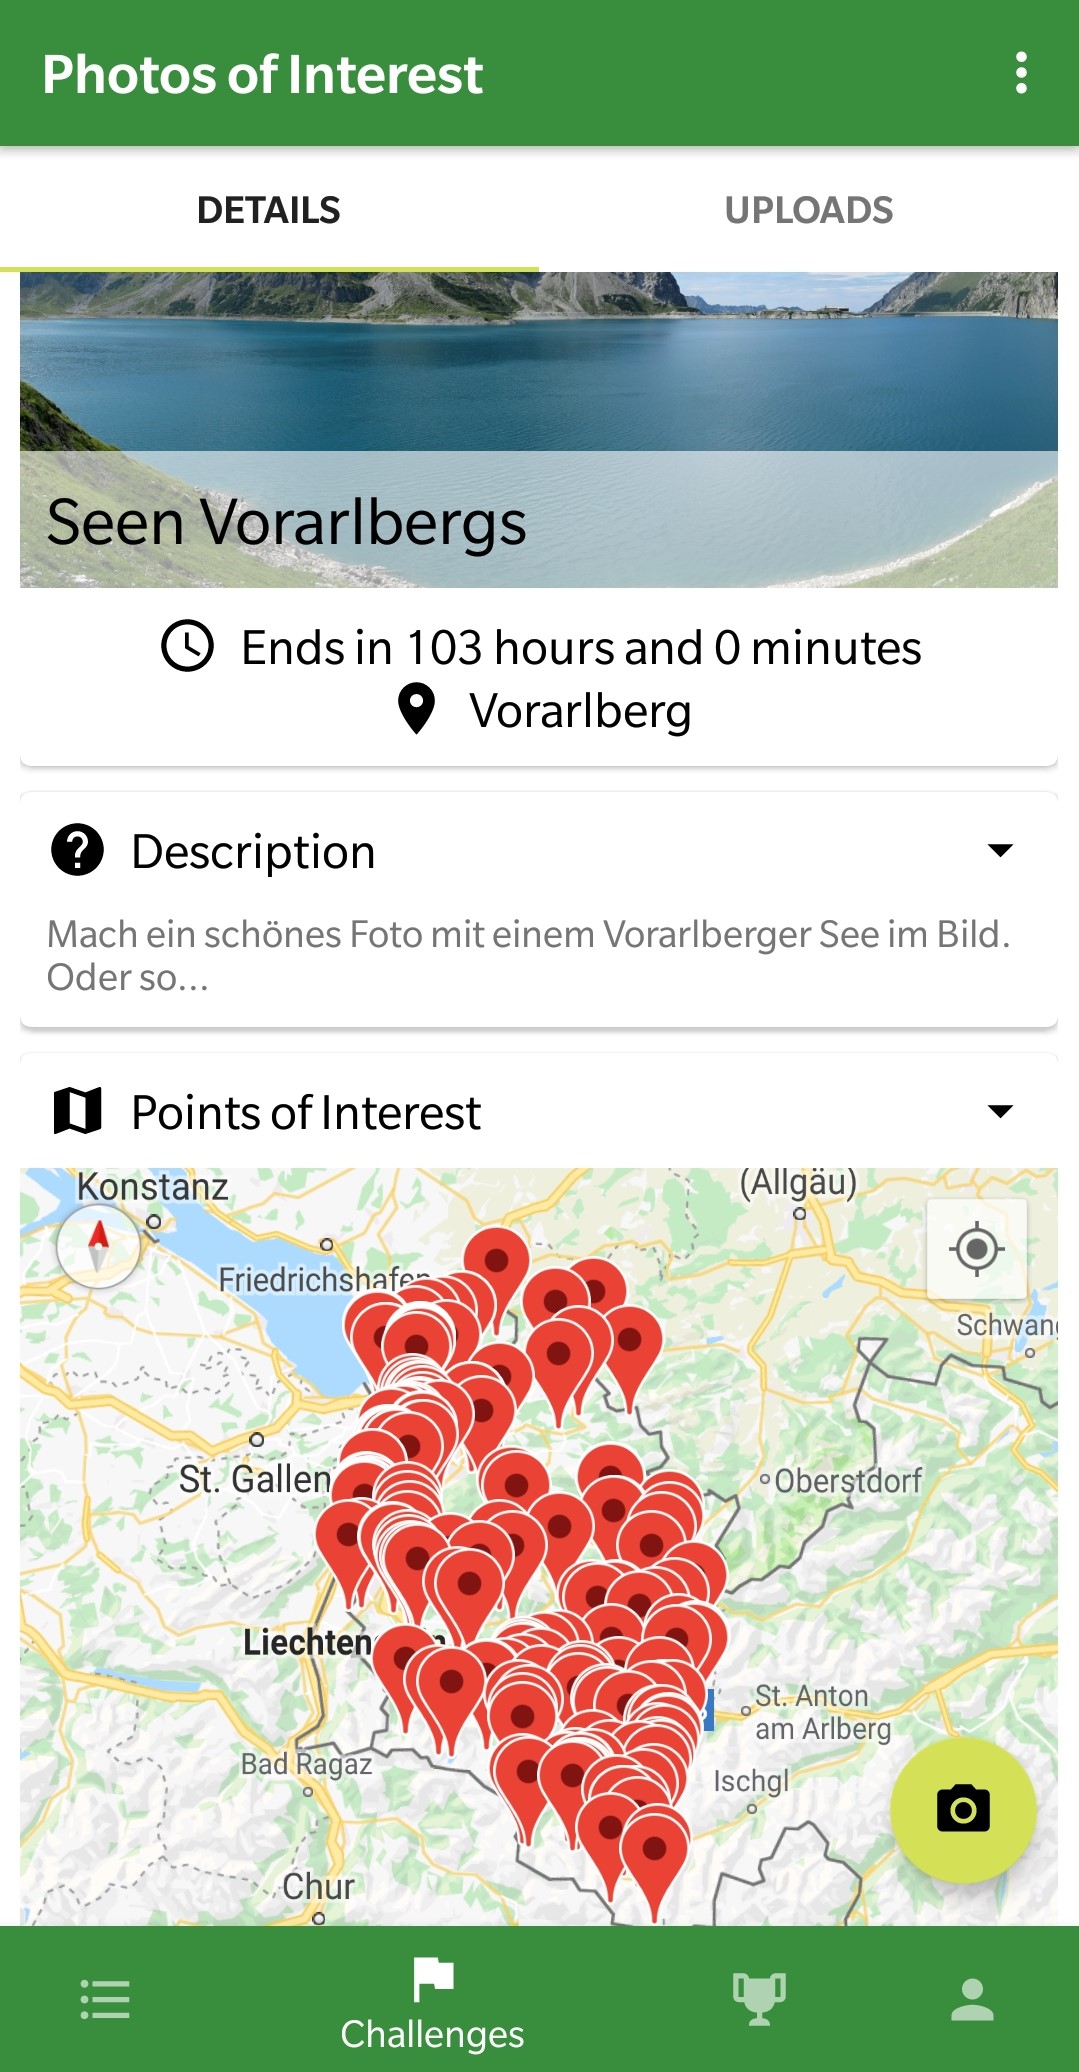 Photos of Interest
DETAILS
UPLOADS
Seen Vorarlbergs
Ends in 103 hours and 0 minutes
Vorarlberg
Description
Mach ein schönes Foto mit einem Vorarlberger See im Bild.
Oder so...
Points of Interest
Konstanz
(Allgäu)
Friedrichshafen
St. Gallen
Oberstdorf
St. Anton
am Arlberg
Bad Ragaz
Ischgl
Chur
Challenges